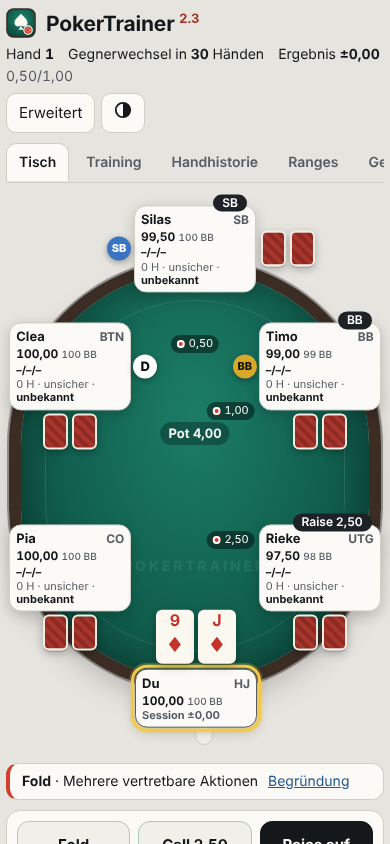 PokerTrainer 2.3
Hand 1 Gegnerwechsel in 30 Händen Ergebnis ±0,00
0,50/1,00
Erweitert
Tisch Training Handhistorie Ranges Ge
SB
Silas SB
99,50 100 BB
–/–/–
0 H · unsicher ·
unbekannt
SB
BB
Clea BTN
100,00 100 BB
–/–/–
0 H · unsicher ·
unbekannt
0,50
Timo BB
99,00 99 BB
–/–/–
0 H · unsicher ·
unbekannt
D
BB
1,00
Pot 4,00
Raise 2,50
Pia CO
100,00 100 BB
–/–/–
0 H · unsicher ·
unbekannt
2,50
Rieke UTG
97,50 98 BB
–/–/–
0 H · unsicher ·
unbekannt
POKERTRAINER
9 J
Du HJ
100,00 100 BB
Session ±0,00
Fold · Mehrere vertretbare Aktionen Begründung
Fold Call 2,50 Raise auf